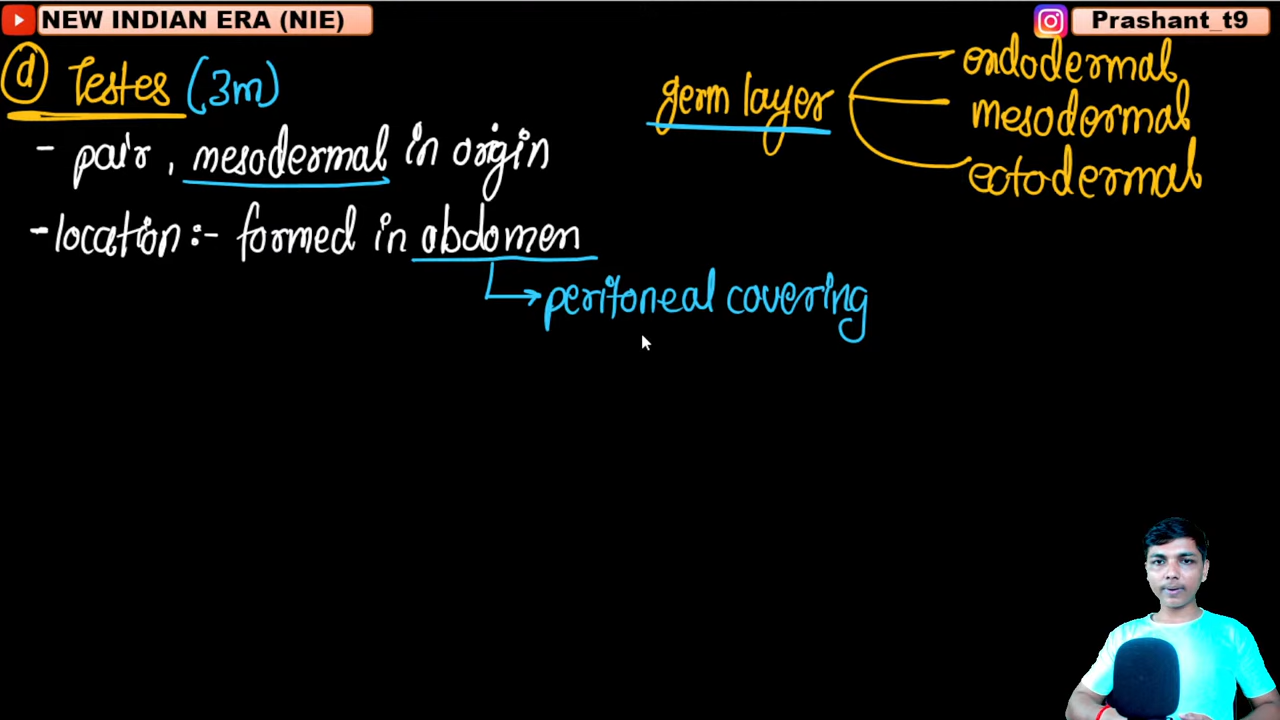 NEW INDIAN ERA (NIE)
Prashant_t9
d Testes (3m)
- pair, mesodermal in origin
- location :- formed in abdomen
peritoneal covering
germ layer
endodermal
mesodermal
ectodermal